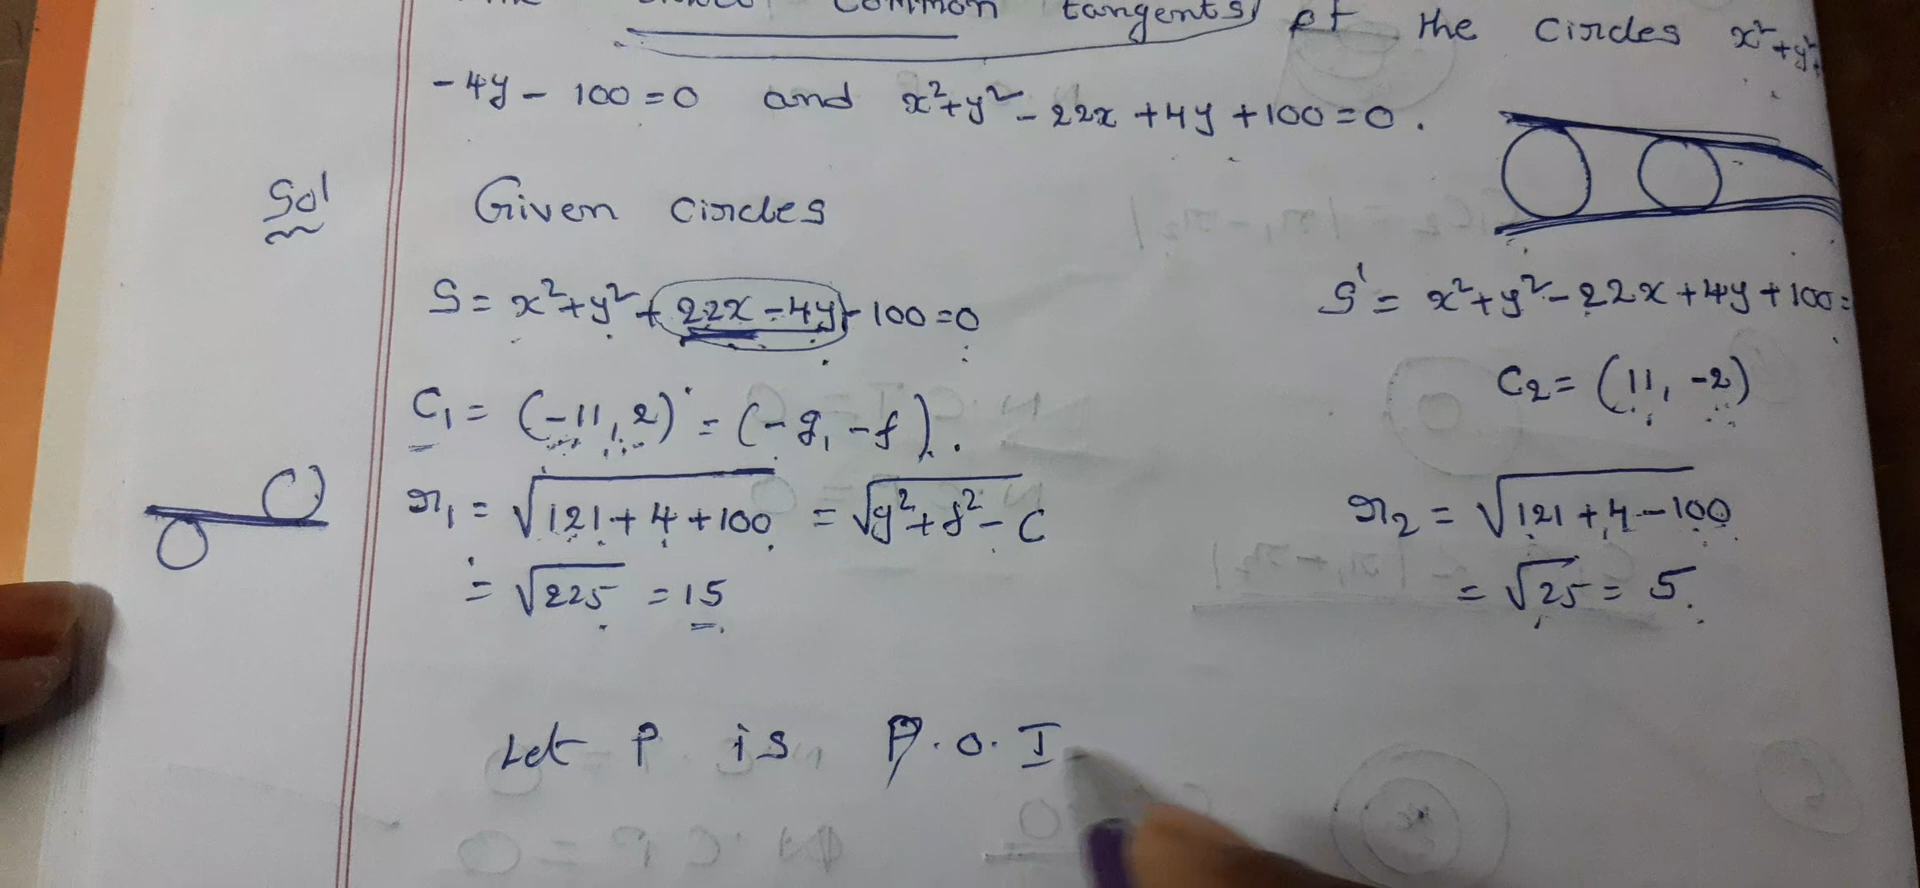 common tangents of the circles x²+y²
-4y - 100 = 0 and x²+y² - 22x + 4y + 100 = 0.
Sol
Given circles
S = x²+y² + 22x - 4y - 100 = 0
S' = x²+y² - 22x + 4y + 100 =
C₁ = (-11, 2) = (-g, -f).
C₂ = (11, -2)
r₁ = √121 + 4 + 100 = √g²+f²-c
r₂ = √121 + 4 - 100
= √225 = 15
= √25 = 5.
Let P is P.O.I